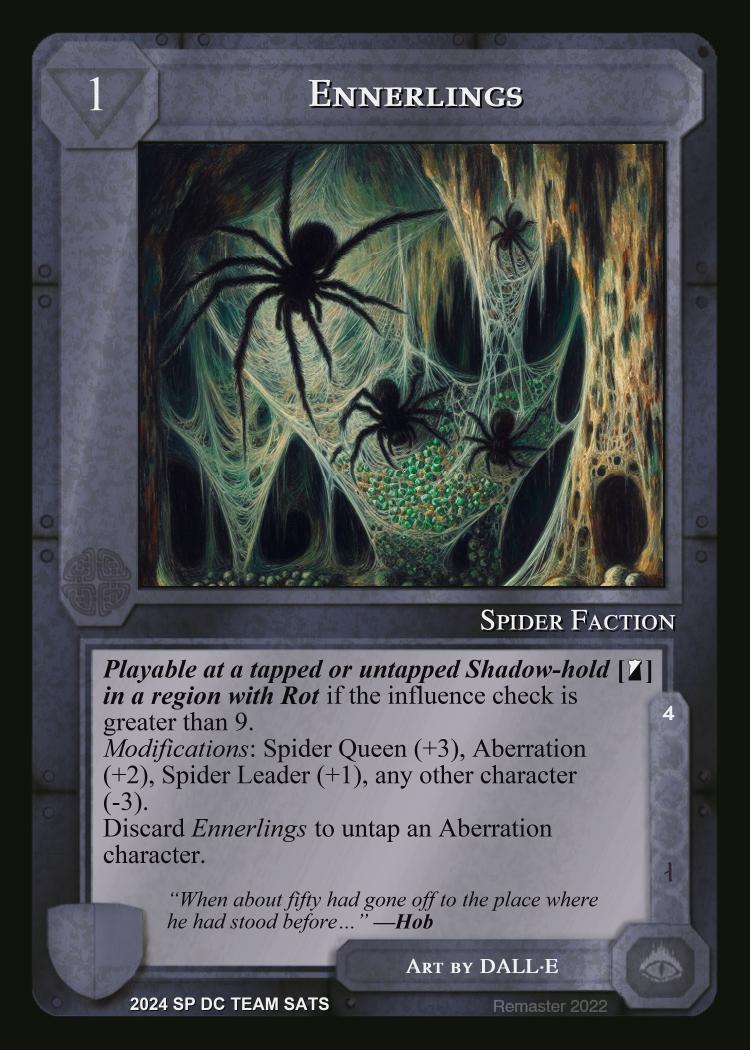 1
Ennerlings
Spider Faction
Playable at a tapped or untapped Shadow-hold []
in a region with Rot if the influence check is
greater than 9.
Modifications: Spider Queen (+3), Aberration
(+2), Spider Leader (+1), any other character
(-3).
Discard Ennerlings to untap an Aberration
character.
4
“When about fifty had gone off to the place where
he had stood before…” —Hob
Art by DALL·E
2024 SP DC TEAM SATS
Remaster 2022